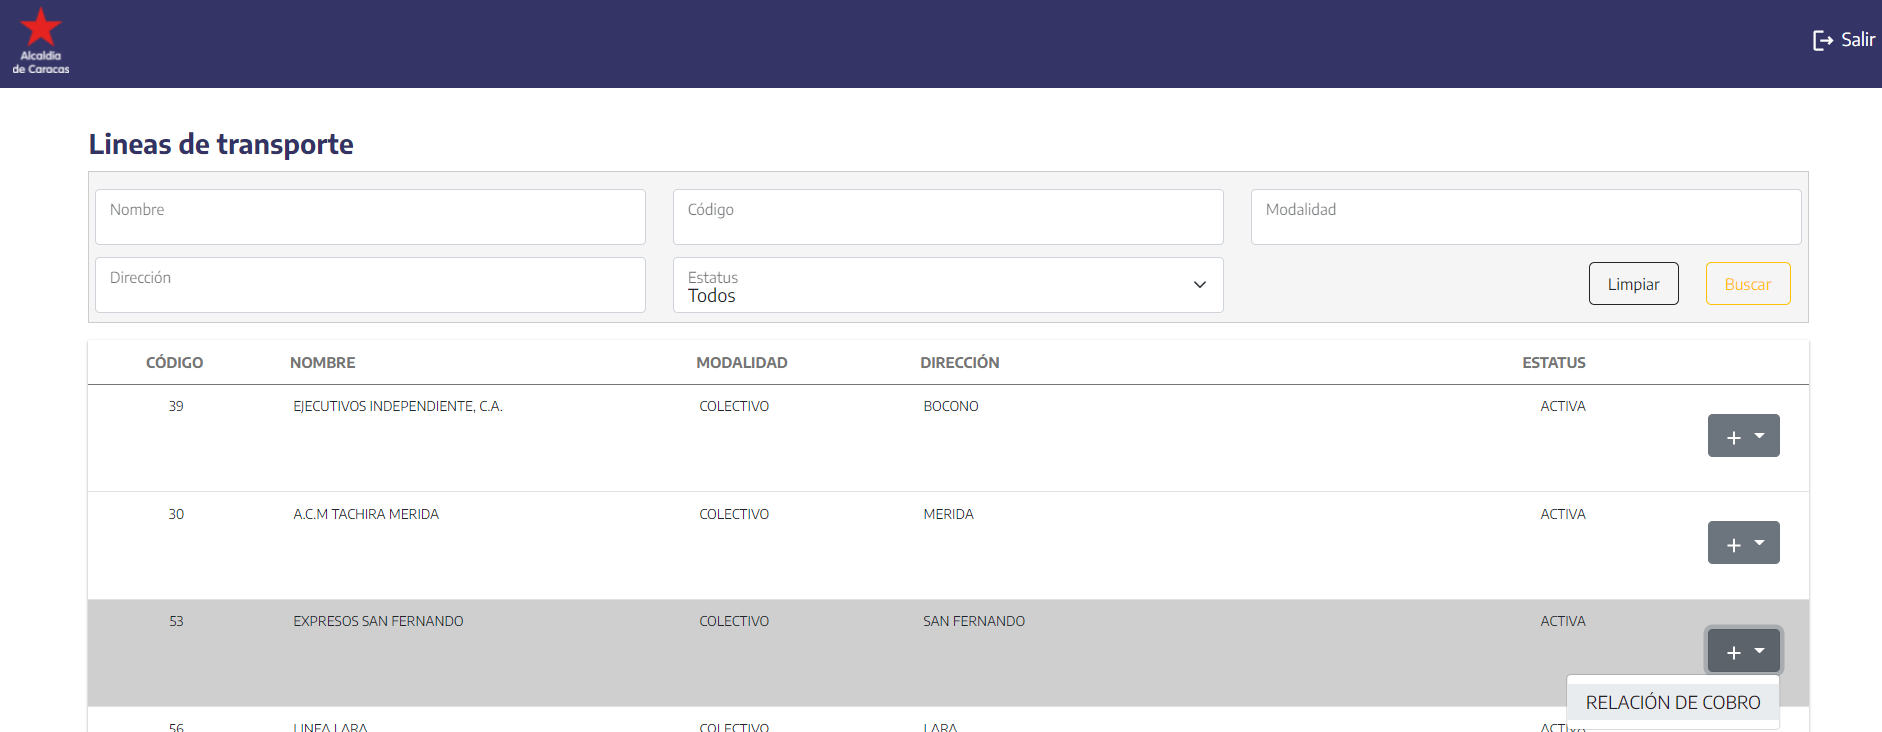 Alcaldía
de Caracas
Salir
Lineas de transporte
Nombre
Código
Modalidad
Dirección
Estatus
Todos
Limpiar
Buscar
CÓDIGO NOMBRE MODALIDAD DIRECCIÓN ESTATUS
39 EJECUTIVOS INDEPENDIENTE, C.A. COLECTIVO BOCONO ACTIVA
30 A.C.M TACHIRA MERIDA COLECTIVO MERIDA ACTIVA
53 EXPRESOS SAN FERNANDO COLECTIVO SAN FERNANDO ACTIVA
RELACIÓN DE COBRO
56 LINEA LARA COLECTIVO LARA ACTIVA